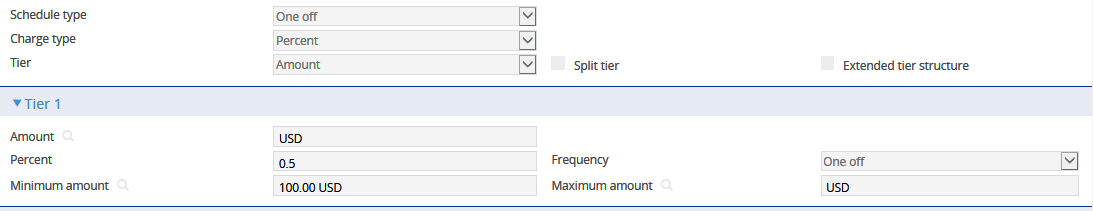 Schedule type One off
Charge type Percent
Tier Amount Split tier Extended tier structure
Tier 1
Amount USD
Percent 0.5 Frequency One off
Minimum amount 100.00 USD Maximum amount USD